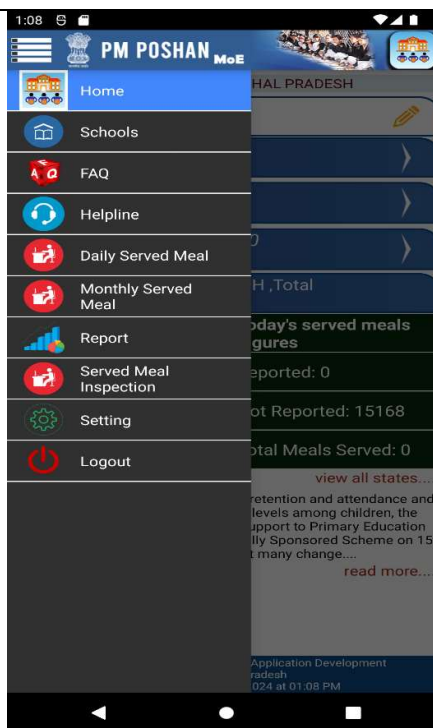 1:08
PM POSHAN MoE
Home
HAL PRADESH
Schools
FAQ
Helpline
Daily Served Meal
0
Monthly Served
Meal
H ,Total
oday's served meals
gures
Report
eported: 0
Served Meal
Inspection
Setting
ot Reported: 15168
otal Meals Served: 0
Logout
view all states...
retention and attendance and
levels among children, the
upport to Primary Education
lly Sponsored Scheme on 15
t many change....
read more...
Application Development
radesh
024 at 01:08 PM